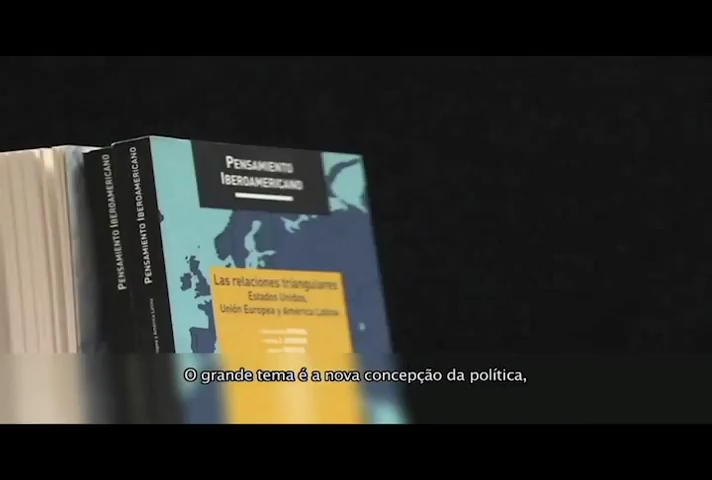 PENSAMIENTO
IBEROAMERICANO
Las relaciones triangulares
Estados Unidos,
Unión Europea y América Latina
PENSAMIENTO IBEROAMERICANO
PENSAMIENTO IBEROAMERICANO
O grande tema é a nova concepção da política,